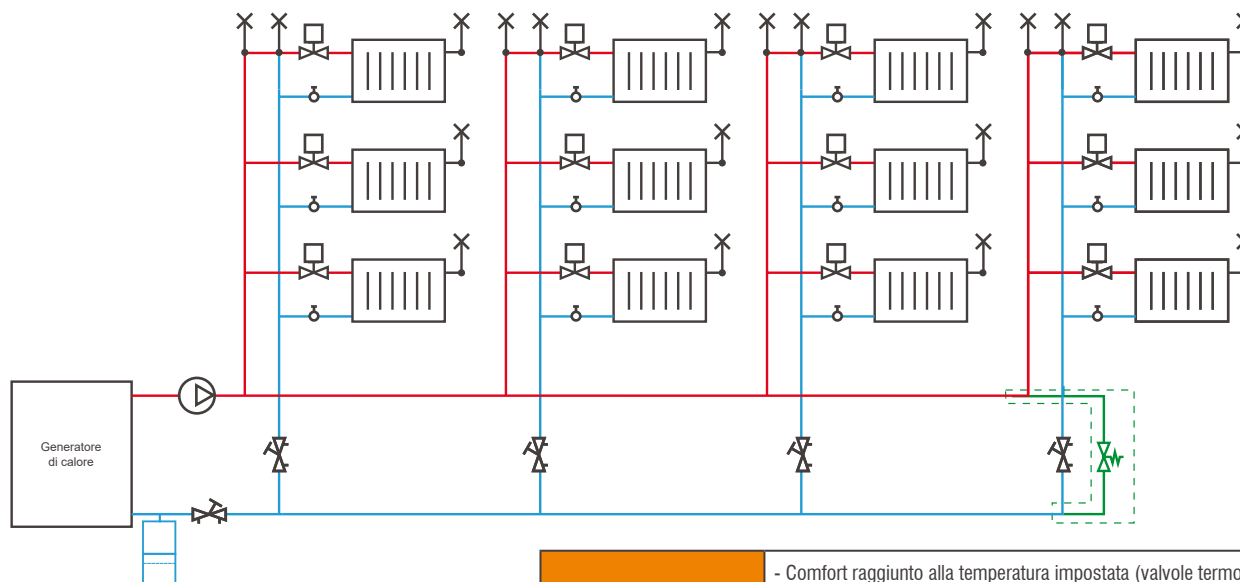 Generatore
di calore
- Comfort raggiunto alla temperatura impostata (valvole termo